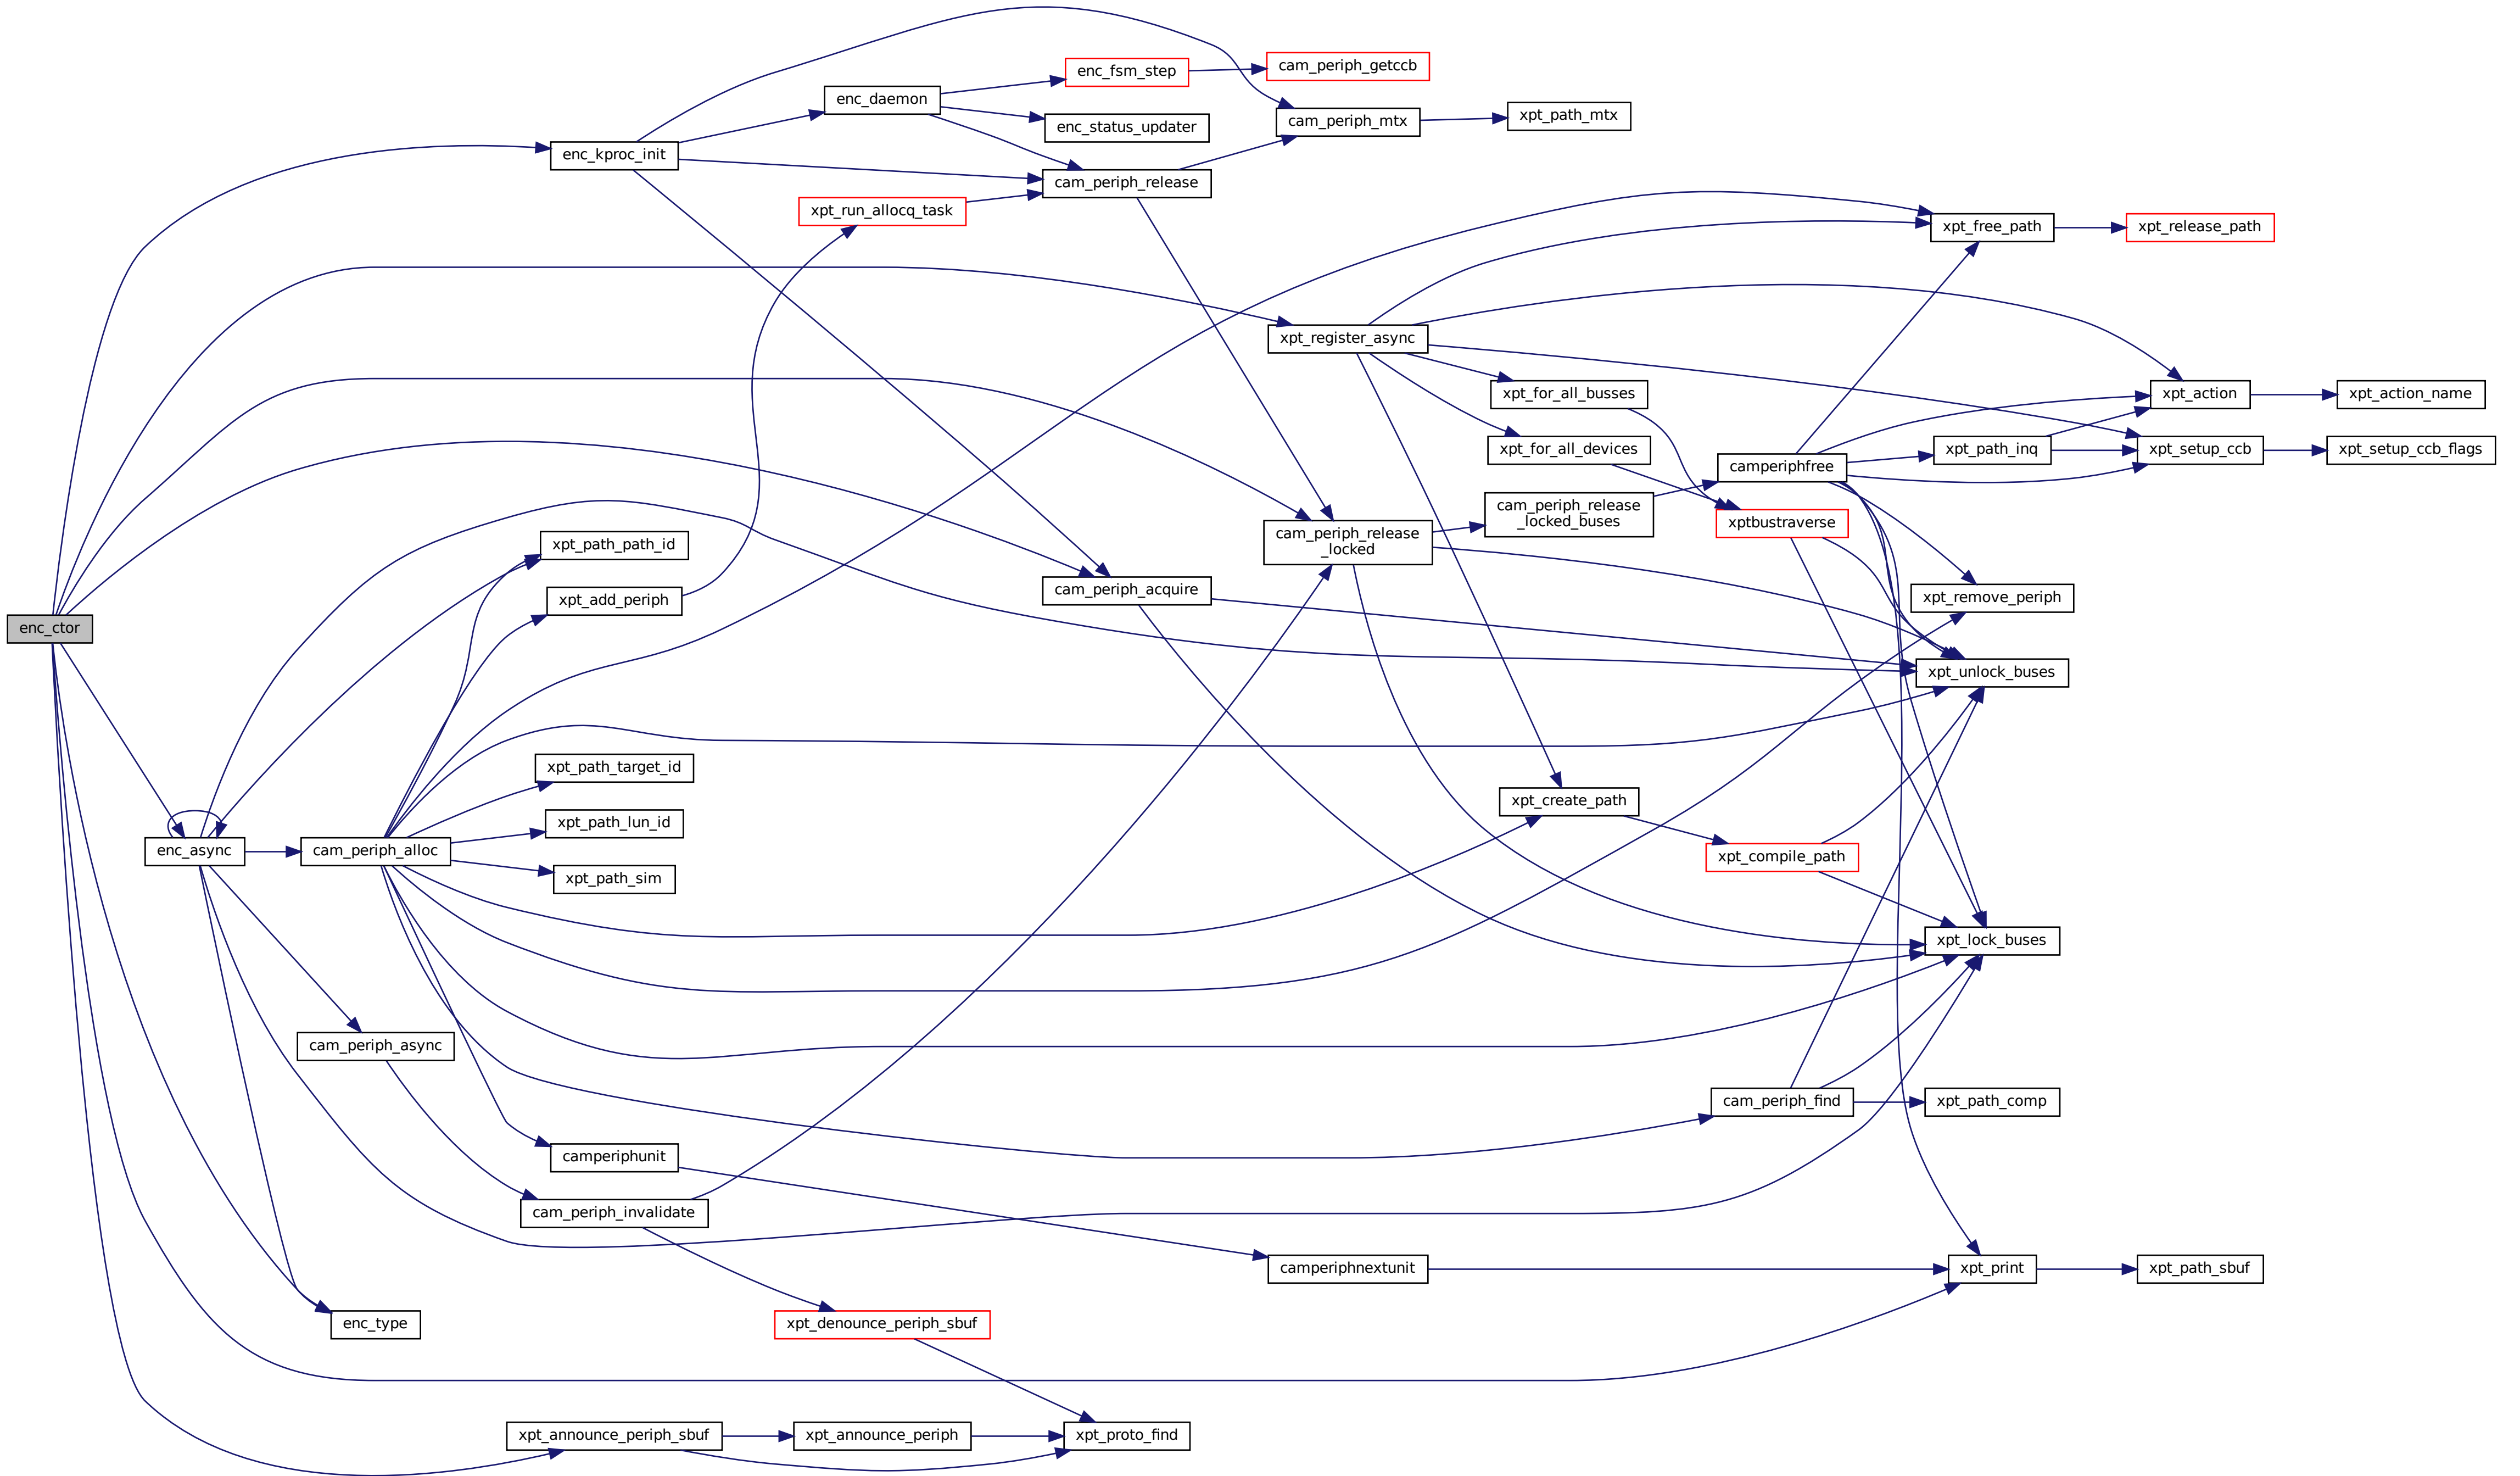 enc_ctor
enc_kproc_init
enc_daemon
enc_fsm_step
cam_periph_getccb
enc_status_updater
cam_periph_mtx
xpt_path_mtx
cam_periph_release
xpt_run_allocq_task
xpt_free_path
xpt_release_path
xpt_register_async
xpt_for_all_busses
xpt_action
xpt_action_name
xpt_for_all_devices
camperiphfree
xpt_path_inq
xpt_setup_ccb
xpt_setup_ccb_flags
cam_periph_release
_locked_buses
xptbustraverse
cam_periph_release
_locked
xpt_path_path_id
xpt_add_periph
cam_periph_acquire
xpt_remove_periph
xpt_unlock_buses
xpt_path_target_id
xpt_create_path
xpt_path_lun_id
enc_async
cam_periph_alloc
xpt_compile_path
xpt_path_sim
xpt_lock_buses
cam_periph_async
cam_periph_find
xpt_path_comp
camperiphunit
cam_periph_invalidate
camperiphnextunit
xpt_print
xpt_path_sbuf
enc_type
xpt_denounce_periph_sbuf
xpt_announce_periph_sbuf
xpt_announce_periph
xpt_proto_find